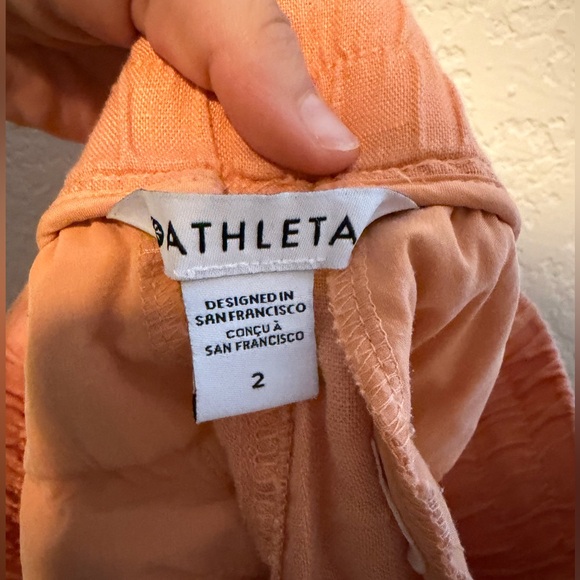 ATHLETA
DESIGNED IN
SAN FRANCISCO
CONÇU À
SAN FRANCISCO
2